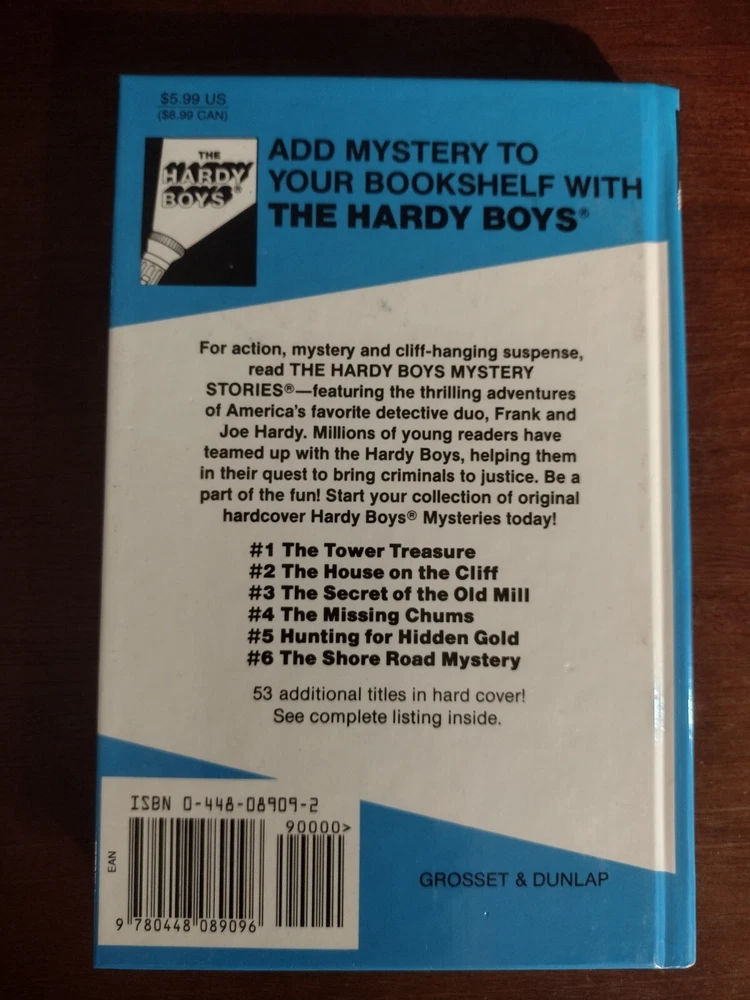 $5.99 US
($8.99 CAN)
THE
HARDY
BOYS®
ADD MYSTERY TO
YOUR BOOKSHELF WITH
THE HARDY BOYS®
For action, mystery and cliff-hanging suspense,
read THE HARDY BOYS MYSTERY
STORIES®—featuring the thrilling adventures
of America's favorite detective duo, Frank and
Joe Hardy. Millions of young readers have
teamed up with the Hardy Boys, helping them
in their quest to bring criminals to justice. Be a
part of the fun! Start your collection of original
hardcover Hardy Boys® Mysteries today!
#1 The Tower Treasure
#2 The House on the Cliff
#3 The Secret of the Old Mill
#4 The Missing Chums
#5 Hunting for Hidden Gold
#6 The Shore Road Mystery
53 additional titles in hard cover!
See complete listing inside.
ISBN 0-448-08909-2
90000>
EAN
9 780448 089096
GROSSET & DUNLAP